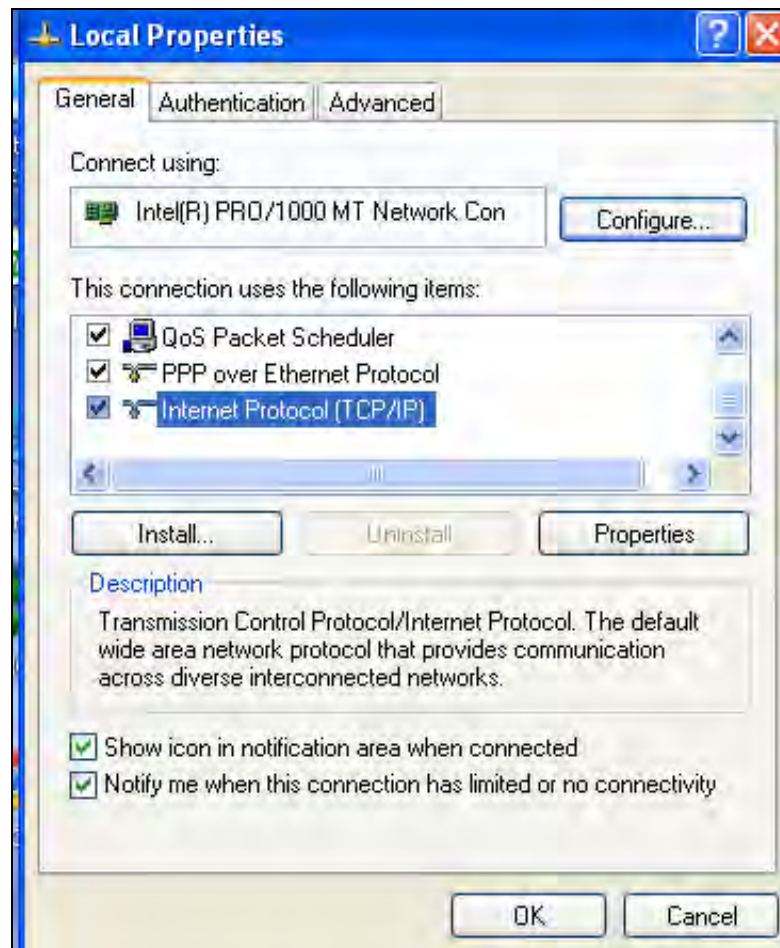 Local Properties
General Authentication Advanced
Connect using:
Intel(R) PRO/1000 MT Network Con Configure...
This connection uses the following items:
QoS Packet Scheduler
PPP over Ethernet Protocol
Internet Protocol (TCP/IP)
Install... Uninstall Properties
Description
Transmission Control Protocol/Internet Protocol. The default
wide area network protocol that provides communication
across diverse interconnected networks.
Show icon in notification area when connected
Notify me when this connection has limited or no connectivity
OK Cancel